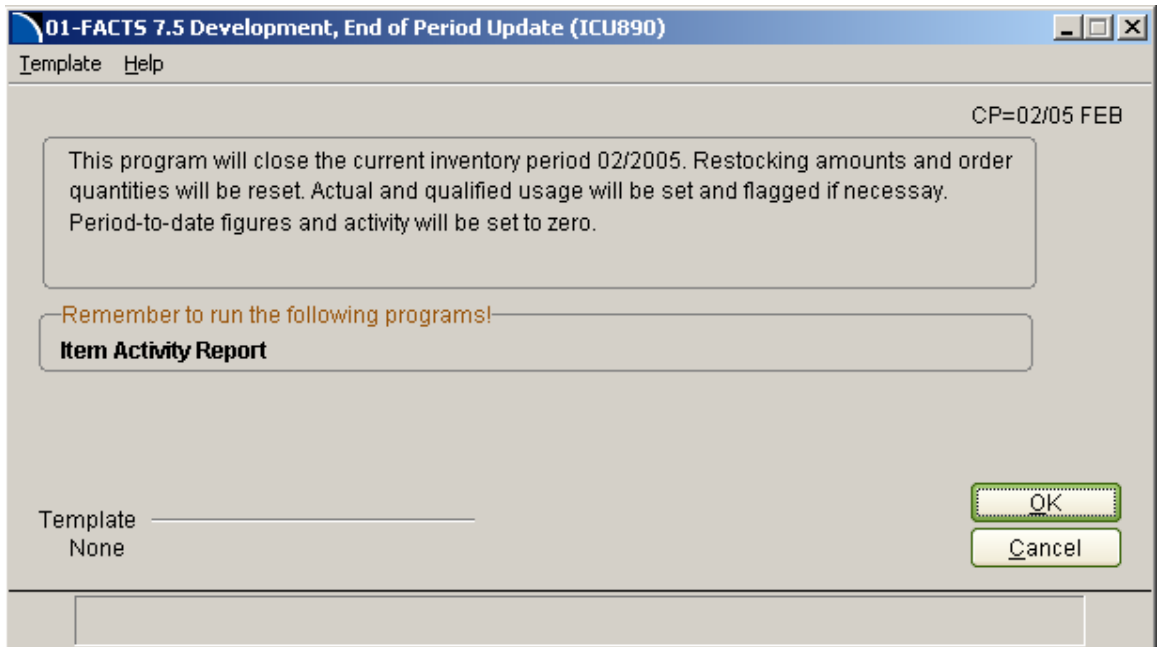 01-FACTS 7.5 Development, End of Period Update (ICU890)
Template Help
CP=02/05 FEB
This program will close the current inventory period 02/2005. Restocking amounts and order
quantities will be reset. Actual and qualified usage will be set and flagged if necessay.
Period-to-date figures and activity will be set to zero.
Remember to run the following programs!
Item Activity Report
OK
Template
None
Cancel